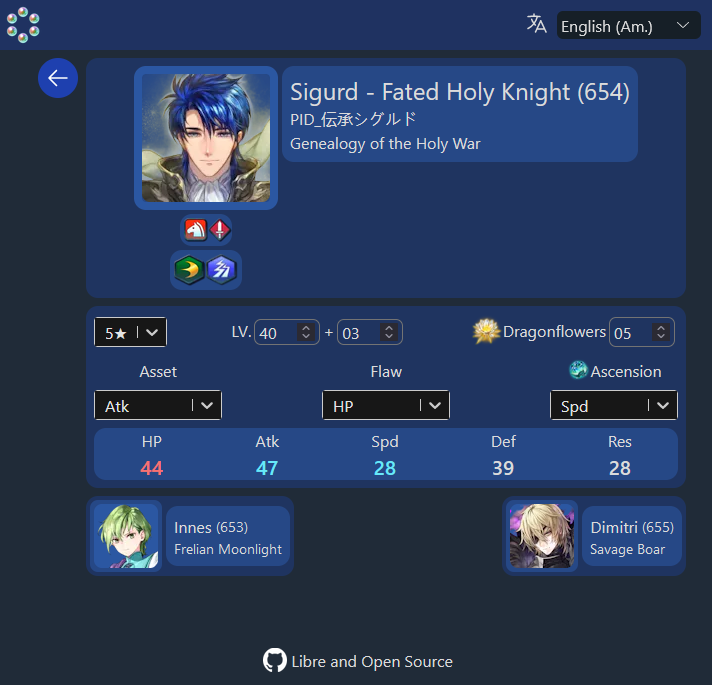 English (Am.)
Sigurd - Fated Holy Knight (654)
PID_伝承シグルド
Genealogy of the Holy War
5★ LV. 40 + 03 Dragonflowers 05
Asset Flaw Ascension
Atk HP Spd
HP Atk Spd Def Res
44 47 28 39 28
Innes (653)
Frelian Moonlight
Dimitri (655)
Savage Boar
Libre and Open Source